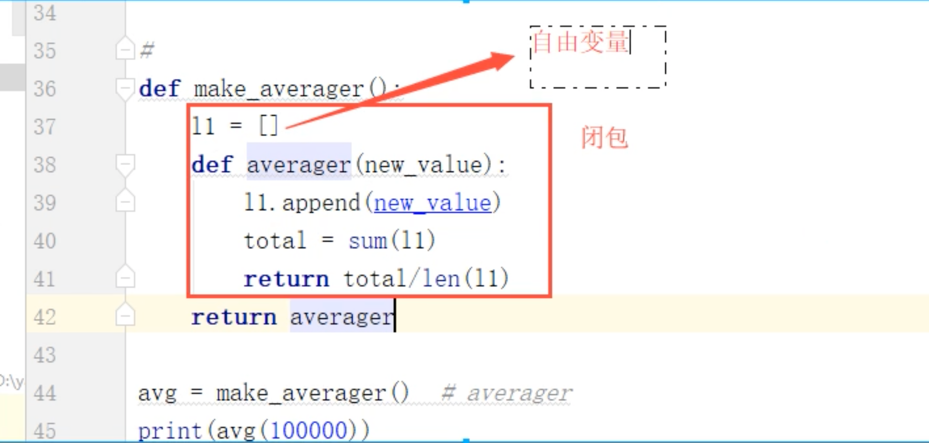 34
35 #
36 def make_averager():
自由变量
37 l1 = []
闭包
38 def averager(new_value):
39 l1.append(new_value)
40 total = sum(l1)
41 return total/len(l1)
42 return averager
43
D:\y
44 avg = make_averager() # averager
45 print(avg(100000))